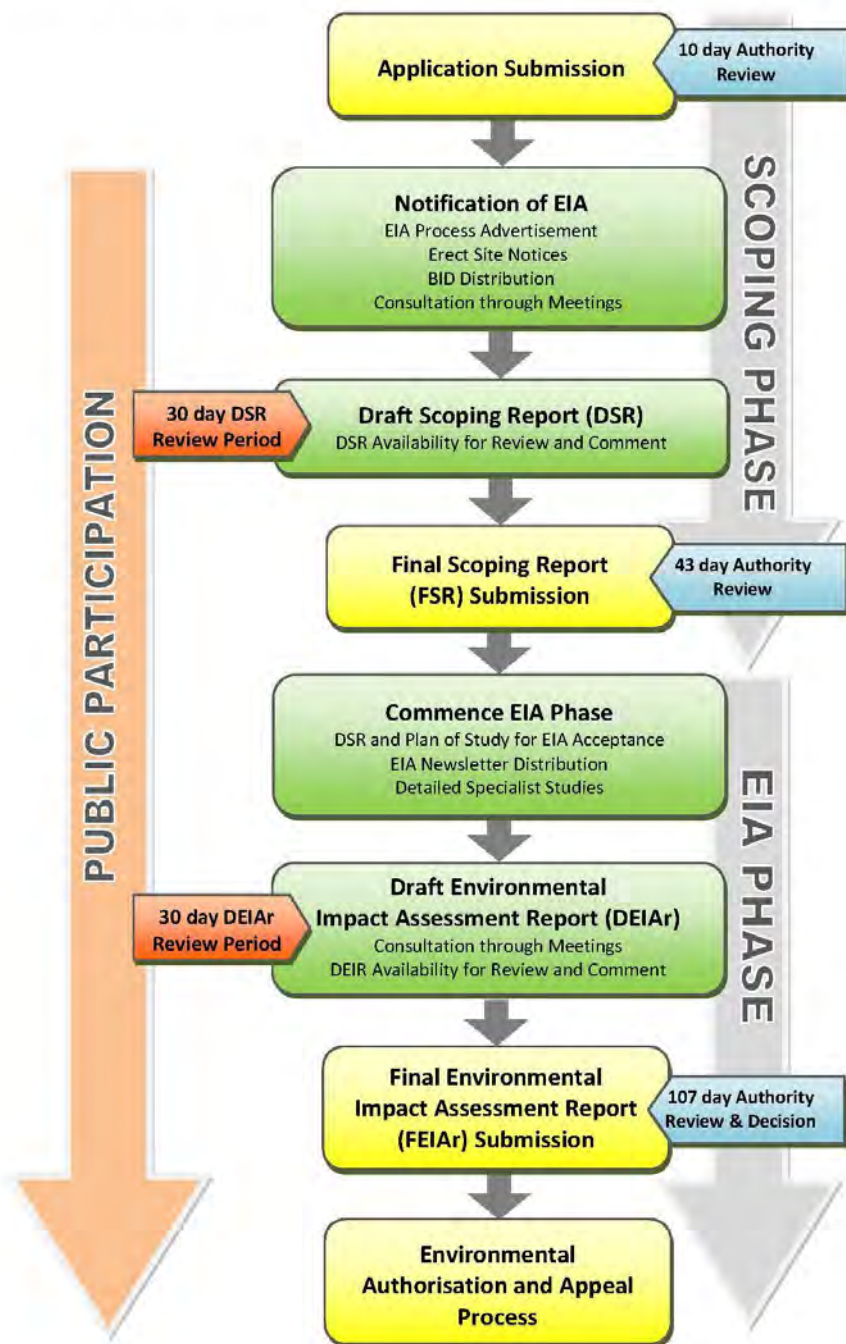 Application Submission
10 day Authority
Review
SCOPING PHASE
Notification of EIA
EIA Process Advertisement
Erect Site Notices
BID Distribution
Consultation through Meetings
PUBLIC PARTICIPATION
30 day DSR
Review Period
Draft Scoping Report (DSR)
DSR Availability for Review and Comment
Final Scoping Report
(FSR) Submission
43 day Authority
Review
Commence EIA Phase
DSR and Plan of Study for EIA Acceptance
EIA Newsletter Distribution
Detailed Specialist Studies
EIA PHASE
30 day DEIAr
Review Period
Draft Environmental
Impact Assessment Report (DEIAr)
Consultation through Meetings
DEIR Availability for Review and Comment
Final Environmental
Impact Assessment Report
(FEIAr) Submission
107 day Authority
Review & Decision
Environmental
Authorisation and Appeal
Process